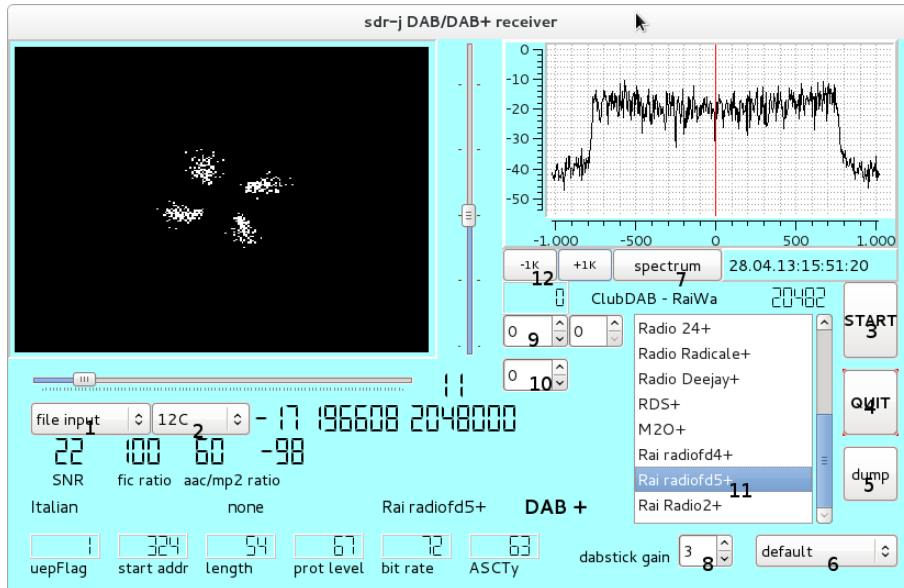 sdr-j DAB/DAB+ receiver
0
-10
-20
-30
-40
-50
-1.000 -500 0 500 1.000
-1K +1K spectrum 28.04.13:15:51:20
12 7
0 ClubDAB - RaiWa 20482
START
3
0 9 0
0 10
Radio 24+
Radio Radicale+
Radio Deejay+
RDS+
M2O+
Rai radiofd4+
Rai radiofd5+
11
Rai Radio2+
QUIT
4
dump
5
11
file input 12C -17 196608 2048000
1 2
22 100 60 -98
SNR fic ratio aac/mp2 ratio
Italian none Rai radiofd5+ DAB +
1 324 54 67 72 63
uepFlag start addr length prot level bit rate ASCTy
dabstick gain 3 default
8 6